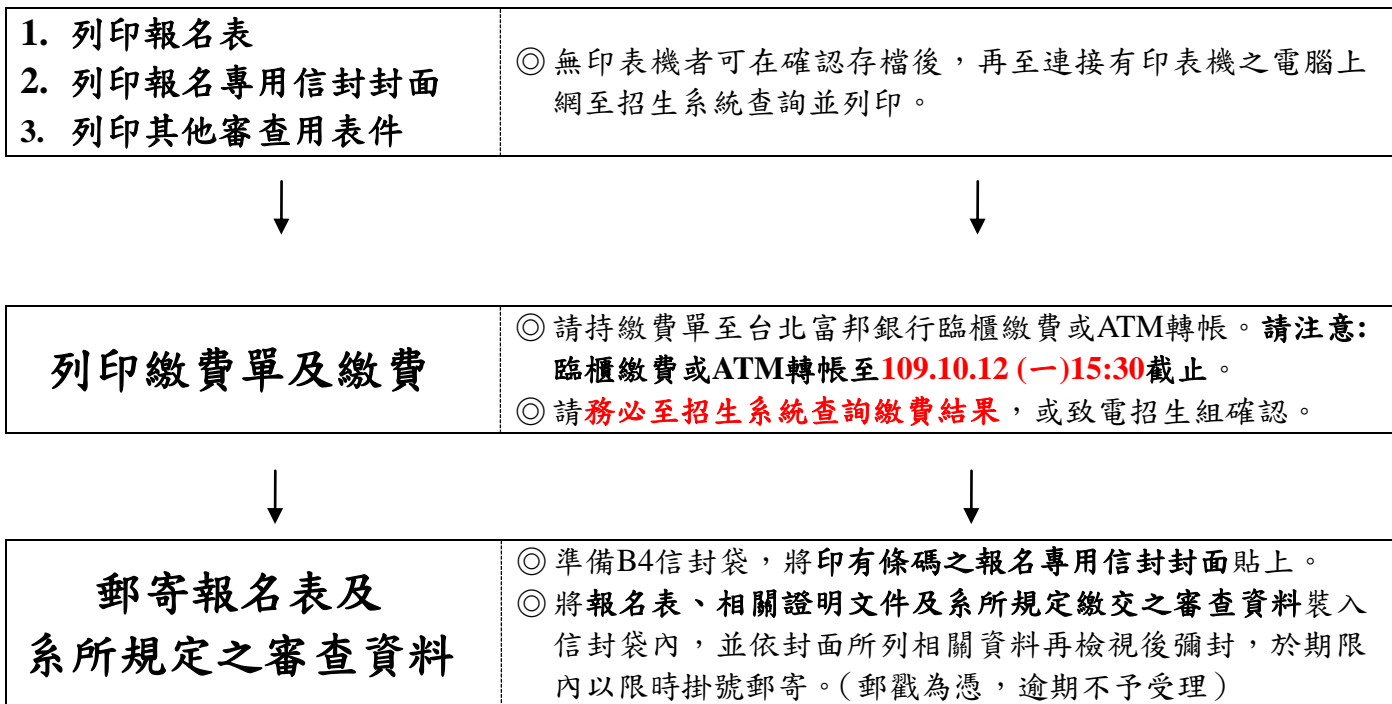 1. 列印報名表
2. 列印報名專用信封封面
3. 列印其他審查用表件
◎無印表機者可在確認存檔後，再至連接有印表機之電腦上
網至招生系統查詢並列印。
列印繳費單及繳費
◎請持繳費單至台北富邦銀行臨櫃繳費或ATM轉帳。請注意:
臨櫃繳費或ATM轉帳至109.10.12 (一)15:30截止。
◎請務必至招生系統查詢繳費結果，或致電招生組確認。
郵寄報名表及
系所規定之審查資料
◎準備B4信封袋，將印有條碼之報名專用信封封面貼上。
◎將報名表、相關證明文件及系所規定繳交之審查資料裝入
信封袋內，並依封面所列相關資料再檢視後彌封，於期限
內以限時掛號郵寄。（郵戳為憑，逾期不予受理）